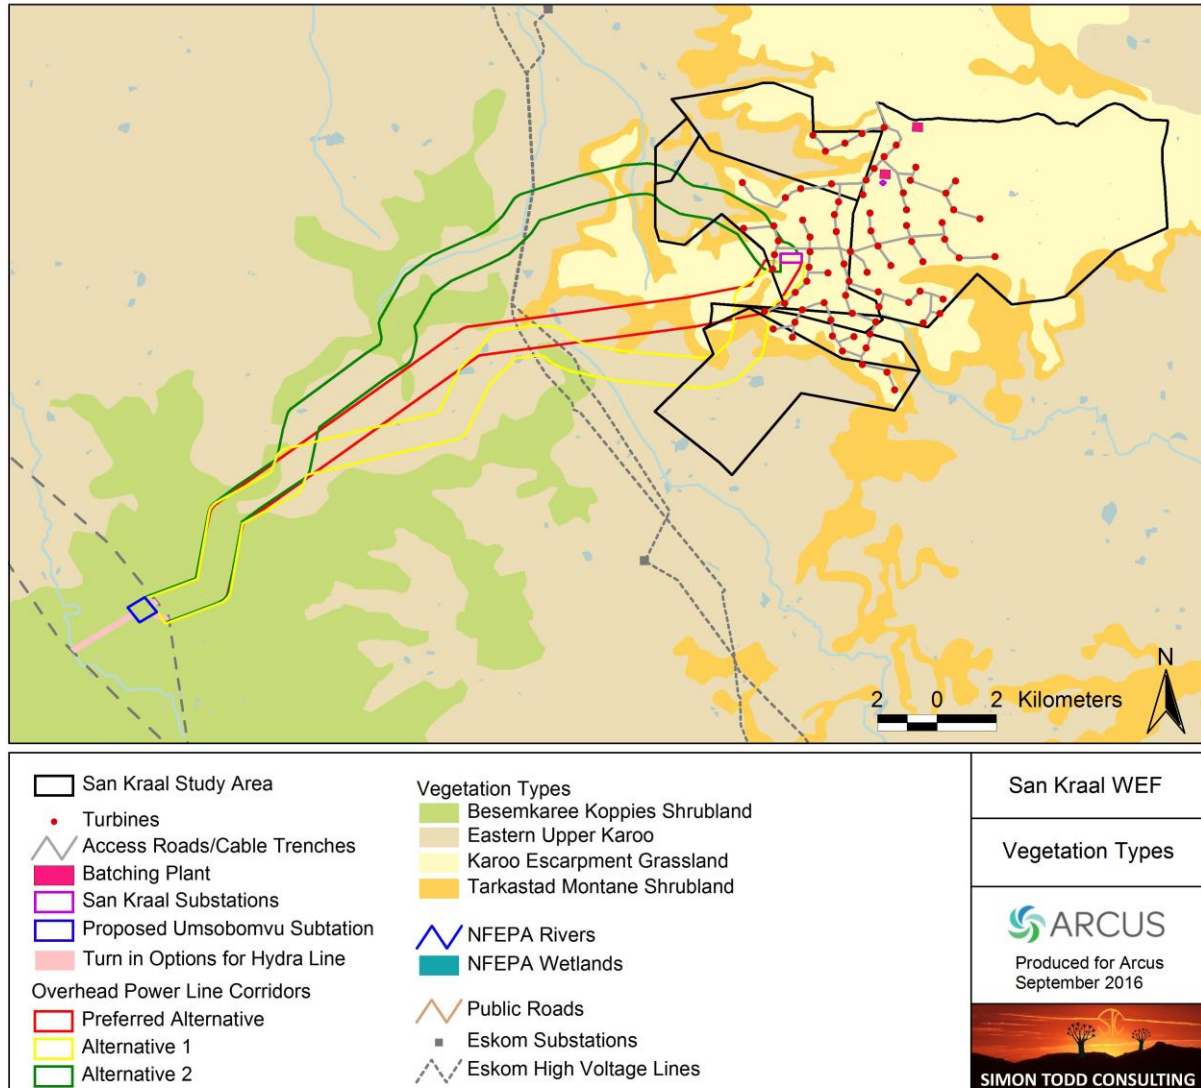 N
2 0 2 Kilometers
San Kraal Study Area
Turbines
Access Roads/Cable Trenches
Batching Plant
San Kraal Substations
Proposed Umsobomvu Subtation
Turn in Options for Hydra Line
Overhead Power Line Corridors
Preferred Alternative
Alternative 1
Alternative 2
Vegetation Types
Besemkaree Koppies Shrubland
Eastern Upper Karoo
Karoo Escarpment Grassland
Tarkastad Montane Shrubland
NFEPA Rivers
NFEPA Wetlands
Public Roads
Eskom Substations
Eskom High Voltage Lines
San Kraal WEF
Vegetation Types
ARCUS
Produced for Arcus
September 2016
SIMON TODD CONSULTING